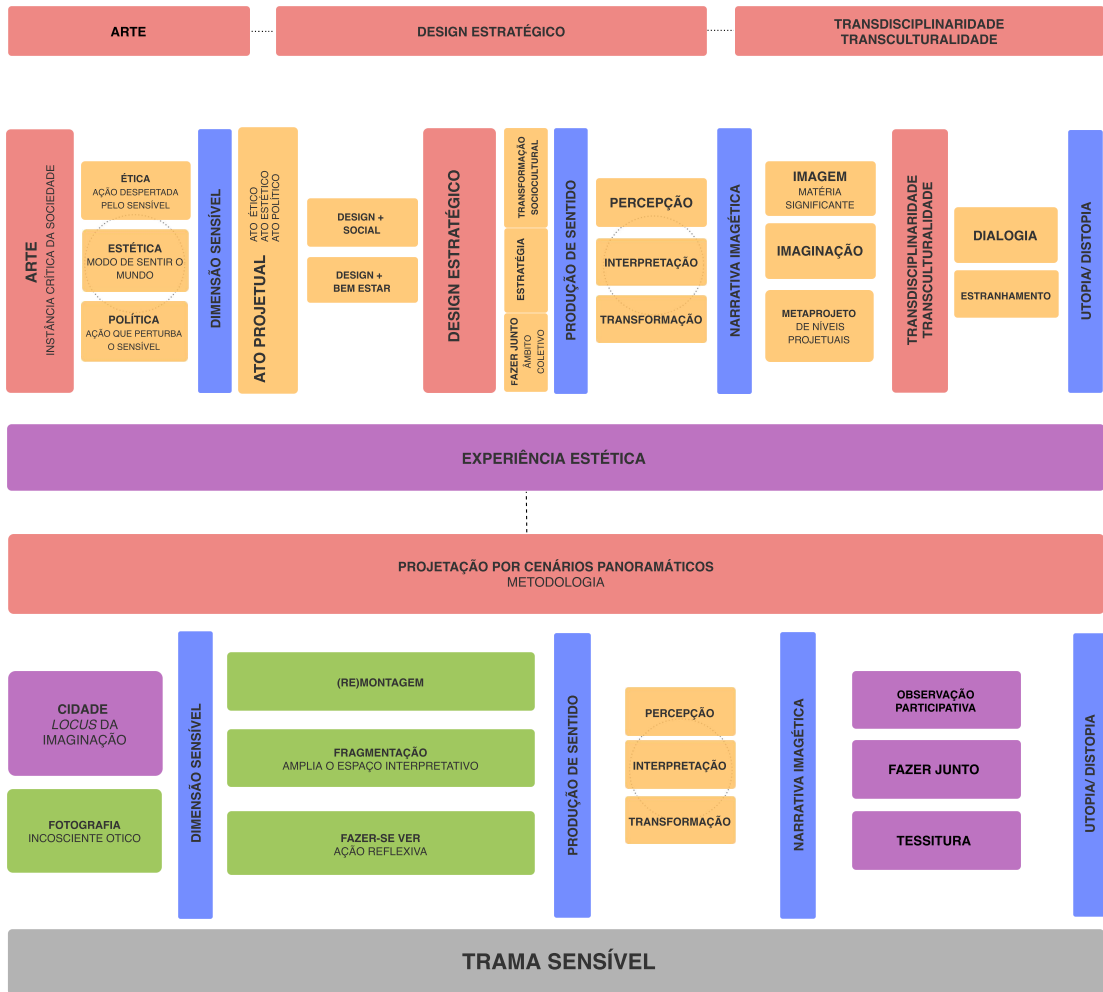 ARTE
DESIGN ESTRATÉGICO
TRANSDISCIPLINARIDADE
TRANSCULTURALIDADE
ARTE
INSTÂNCIA CRÍTICA DA SOCIEDADE
ÉTICA
AÇÃO DESPERTADA
PELO SENSÍVEL
ESTÉTICA
MODO DE SENTIR O
MUNDO
POLÍTICA
AÇÃO QUE PERTURBA
O SENSÍVEL
DIMENSÃO SENSÍVEL
ATO PROJETUAL
ATO ÉTICO
ATO ESTÉTICO
ATO POLÍTICO
DESIGN +
SOCIAL
DESIGN +
BEM ESTAR
DESIGN ESTRATÉGICO
TRANSFORMAÇÃO
SOCIOCULTURAL
ESTRATÉGIA
FAZER JUNTO
ÂMBITO
COLETIVO
PRODUÇÃO DE SENTIDO
PERCEPÇÃO
INTERPRETAÇÃO
TRANSFORMAÇÃO
NARRATIVA IMAGÉTICA
IMAGEM
MATÉRIA
SIGNIFICANTE
IMAGINAÇÃO
METAPROJETO
DE NÍVEIS
PROJETUAIS
TRANSDISCIPLINARIDADE
TRANSCULTURALIDADE
DIALOGIA
ESTRANHAMENTO
UTOPIA/ DISTOPIA
EXPERIÊNCIA ESTÉTICA
PROJETAÇÃO POR CENÁRIOS PANORAMÁTICOS
METODOLOGIA
CIDADE
LOCUS DA
IMAGINAÇÃO
FOTOGRAFIA
INCOSCIENTE OTICO
DIMENSÃO SENSÍVEL
(RE)MONTAGEM
FRAGMENTAÇÃO
AMPLIA O ESPAÇO INTERPRETATIVO
FAZER-SE VER
AÇÃO REFLEXIVA
PRODUÇÃO DE SENTIDO
PERCEPÇÃO
INTERPRETAÇÃO
TRANSFORMAÇÃO
NARRATIVA IMAGÉTICA
OBSERVAÇÃO
PARTICIPATIVA
FAZER JUNTO
TESSITURA
UTOPIA/ DISTOPIA
TRAMA SENSÍVEL